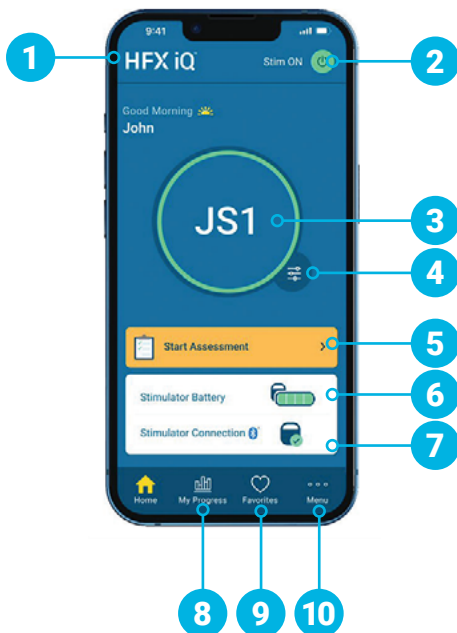 9:41
1
HFX iQ
Stim ON
2
Good Morning
John
JS1
3
4
Start Assessment
5
Stimulator Battery
6
Stimulator Connection
7
Home
My Progress
Favorites
Menu
8
9
10